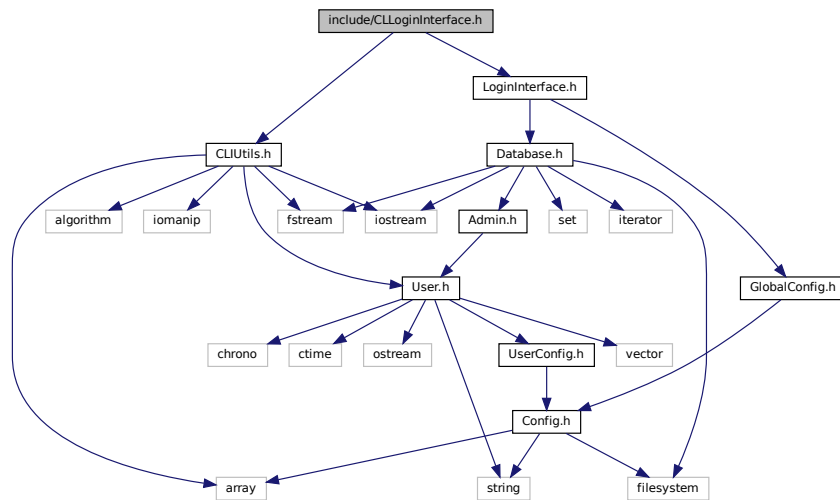 include/CLLoginInterface.h
LoginInterface.h
CLIUtils.h
Database.h
algorithm
iomanip
fstream
iostream
Admin.h
set
iterator
User.h
GlobalConfig.h
chrono
ctime
ostream
UserConfig.h
vector
Config.h
array
string
filesystem